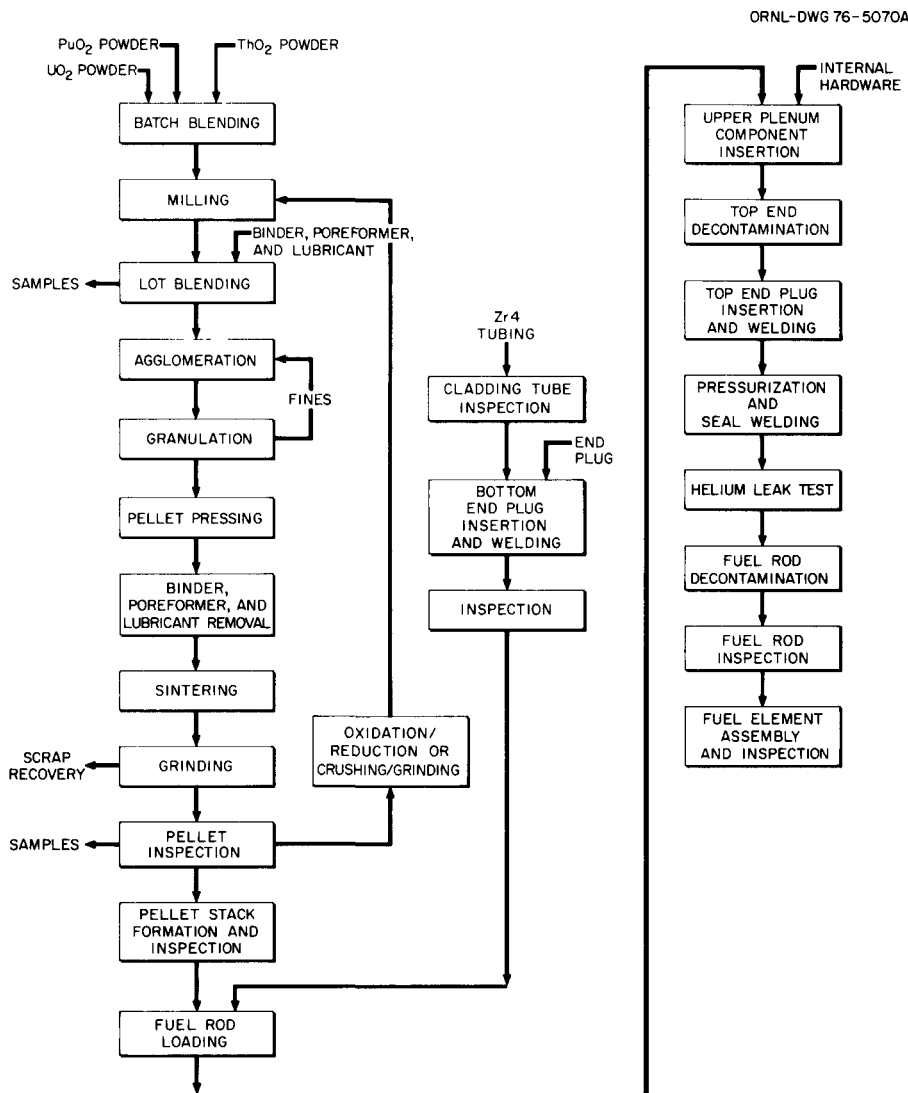 ORNL-DWG 76-5070A
PuO2 POWDER
ThO2 POWDER
UO2 POWDER
BATCH BLENDING
MILLING
BINDER, POREFORMER,
AND LUBRICANT
SAMPLES
LOT BLENDING
AGGLOMERATION
FINES
GRANULATION
PELLET PRESSING
BINDER,
POREFORMER, AND
LUBRICANT REMOVAL
SINTERING
SCRAP
RECOVERY
GRINDING
OXIDATION/
REDUCTION OR
CRUSHING/GRINDING
SAMPLES
PELLET
INSPECTION
PELLET STACK
FORMATION AND
INSPECTION
FUEL ROD
LOADING
Zr4
TUBING
CLADDING TUBE
INSPECTION
END
PLUG
BOTTOM
END PLUG
INSERTION
AND WELDING
INSPECTION
INTERNAL
HARDWARE
UPPER PLENUM
COMPONENT
INSERTION
TOP END
DECONTAMINATION
TOP END PLUG
INSERTION
AND WELDING
PRESSURIZATION
AND
SEAL WELDING
HELIUM LEAK TEST
FUEL ROD
DECONTAMINATION
FUEL ROD
INSPECTION
FUEL ELEMENT
ASSEMBLY
AND INSPECTION